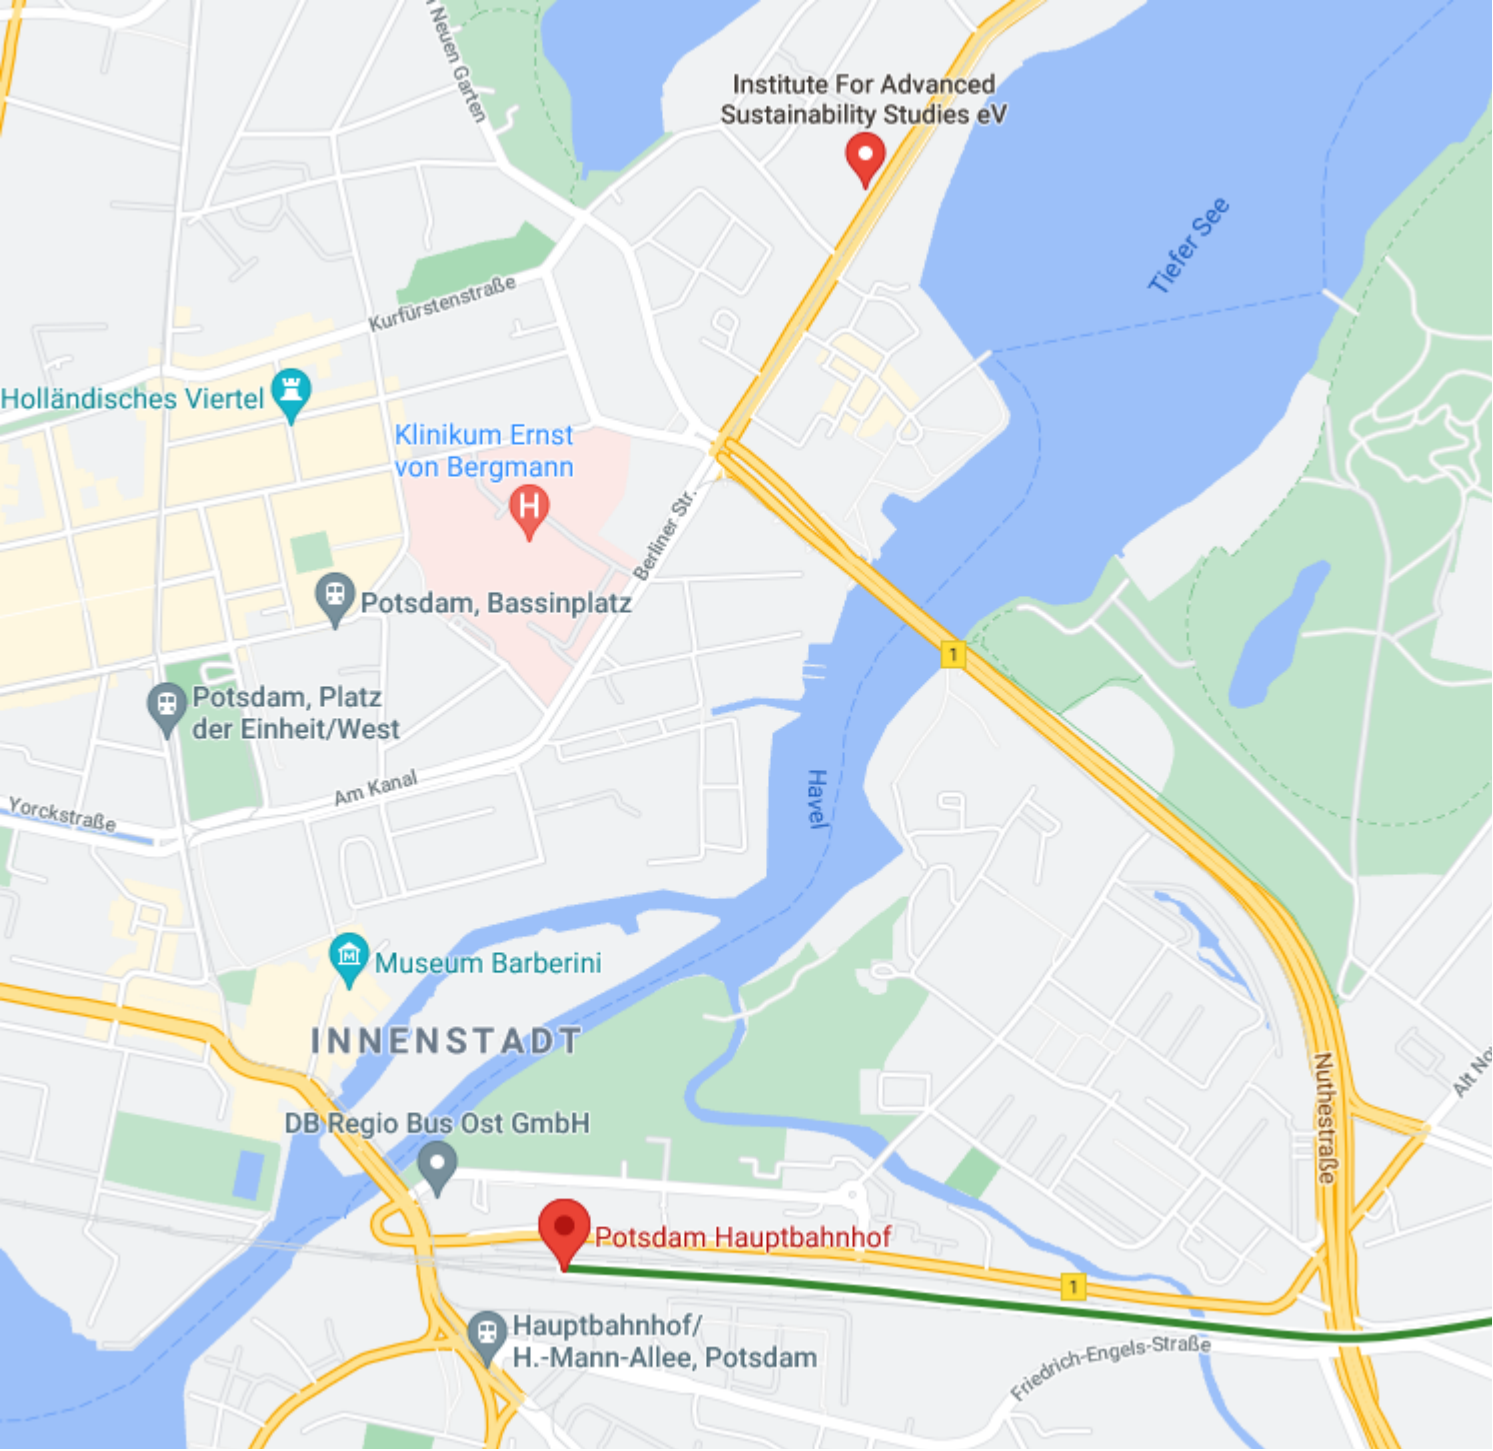 Neuen Garten
Institute For Advanced
Sustainability Studies eV
Tiefer See
Kurfürstenstraße
Holländisches Viertel
Klinikum Ernst
von Bergmann
H
Berliner Str.
Potsdam, Bassinplatz
1
Potsdam, Platz
der Einheit/West
Am Kanal
Havel
Yorckstraße
M
Museum Barberini
INNENSTADT
Nuthestraße
DB Regio Bus Ost GmbH
Potsdam Hauptbahnhof
1
Hauptbahnhof/
H.-Mann-Allee, Potsdam
Friedrich-Engels-Straße
Alt